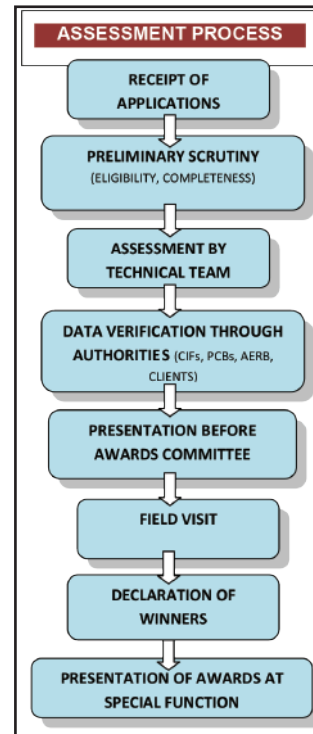 ASSESSMENT PROCESS
RECEIPT OF
APPLICATIONS
PRELIMINARY SCRUTINY
(ELIGIBILITY, COMPLETENESS)
ASSESSMENT BY
TECHNICAL TEAM
DATA VERIFICATION THROUGH
AUTHORITIES (CIFs, PCBs, AERB,
CLIENTS)
PRESENTATION BEFORE
AWARDS COMMITTEE
FIELD VISIT
DECLARATION OF
WINNERS
PRESENTATION OF AWARDS AT
SPECIAL FUNCTION